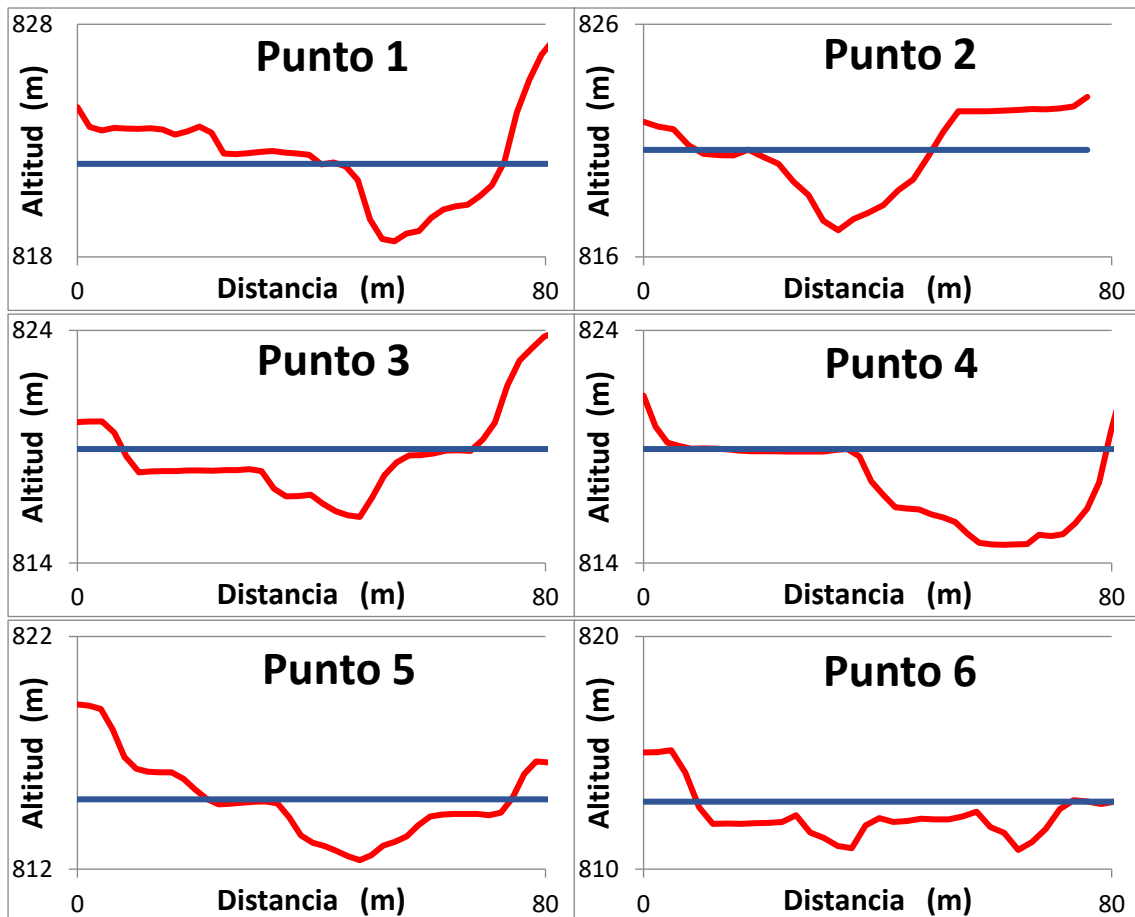 828
Punto 1
Altitud (m)
818
0
Distancia (m)
80
826
Punto 2
Altitud (m)
816
0
Distancia (m)
80
824
Punto 3
Altitud (m)
814
0
Distancia (m)
80
824
Punto 4
Altitud (m)
814
0
Distancia (m)
80
822
Punto 5
Altitud (m)
812
0
Distancia (m)
80
820
Punto 6
Altitud (m)
810
0
Distancia (m)
80